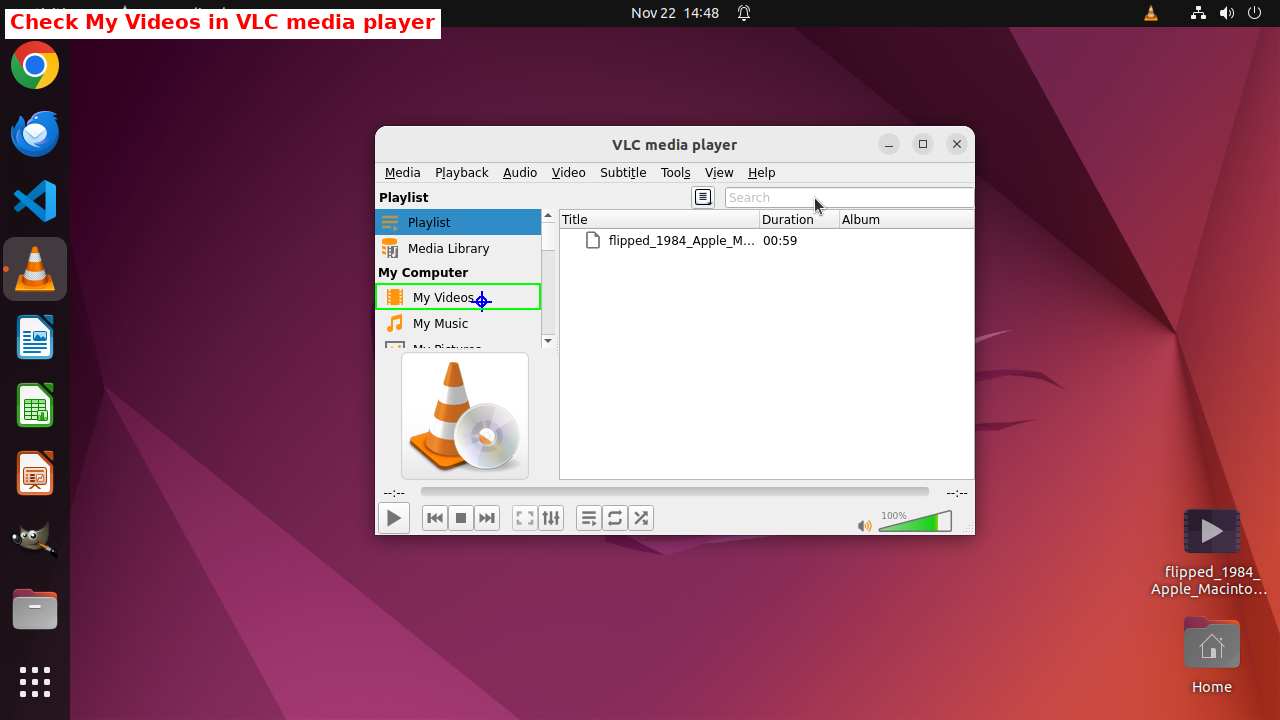 Check My Videos in VLC media player
Nov 22 14:48
VLC media player
Media Playback Audio Video Subtitle Tools View Help
Playlist
Search
Playlist
Media Library
My Computer
My Videos
My Music
Title Duration Album
flipped_1984_Apple_M... 00:59
--:-- --:--
100%
flipped_1984_
Apple_Macinto...
Home